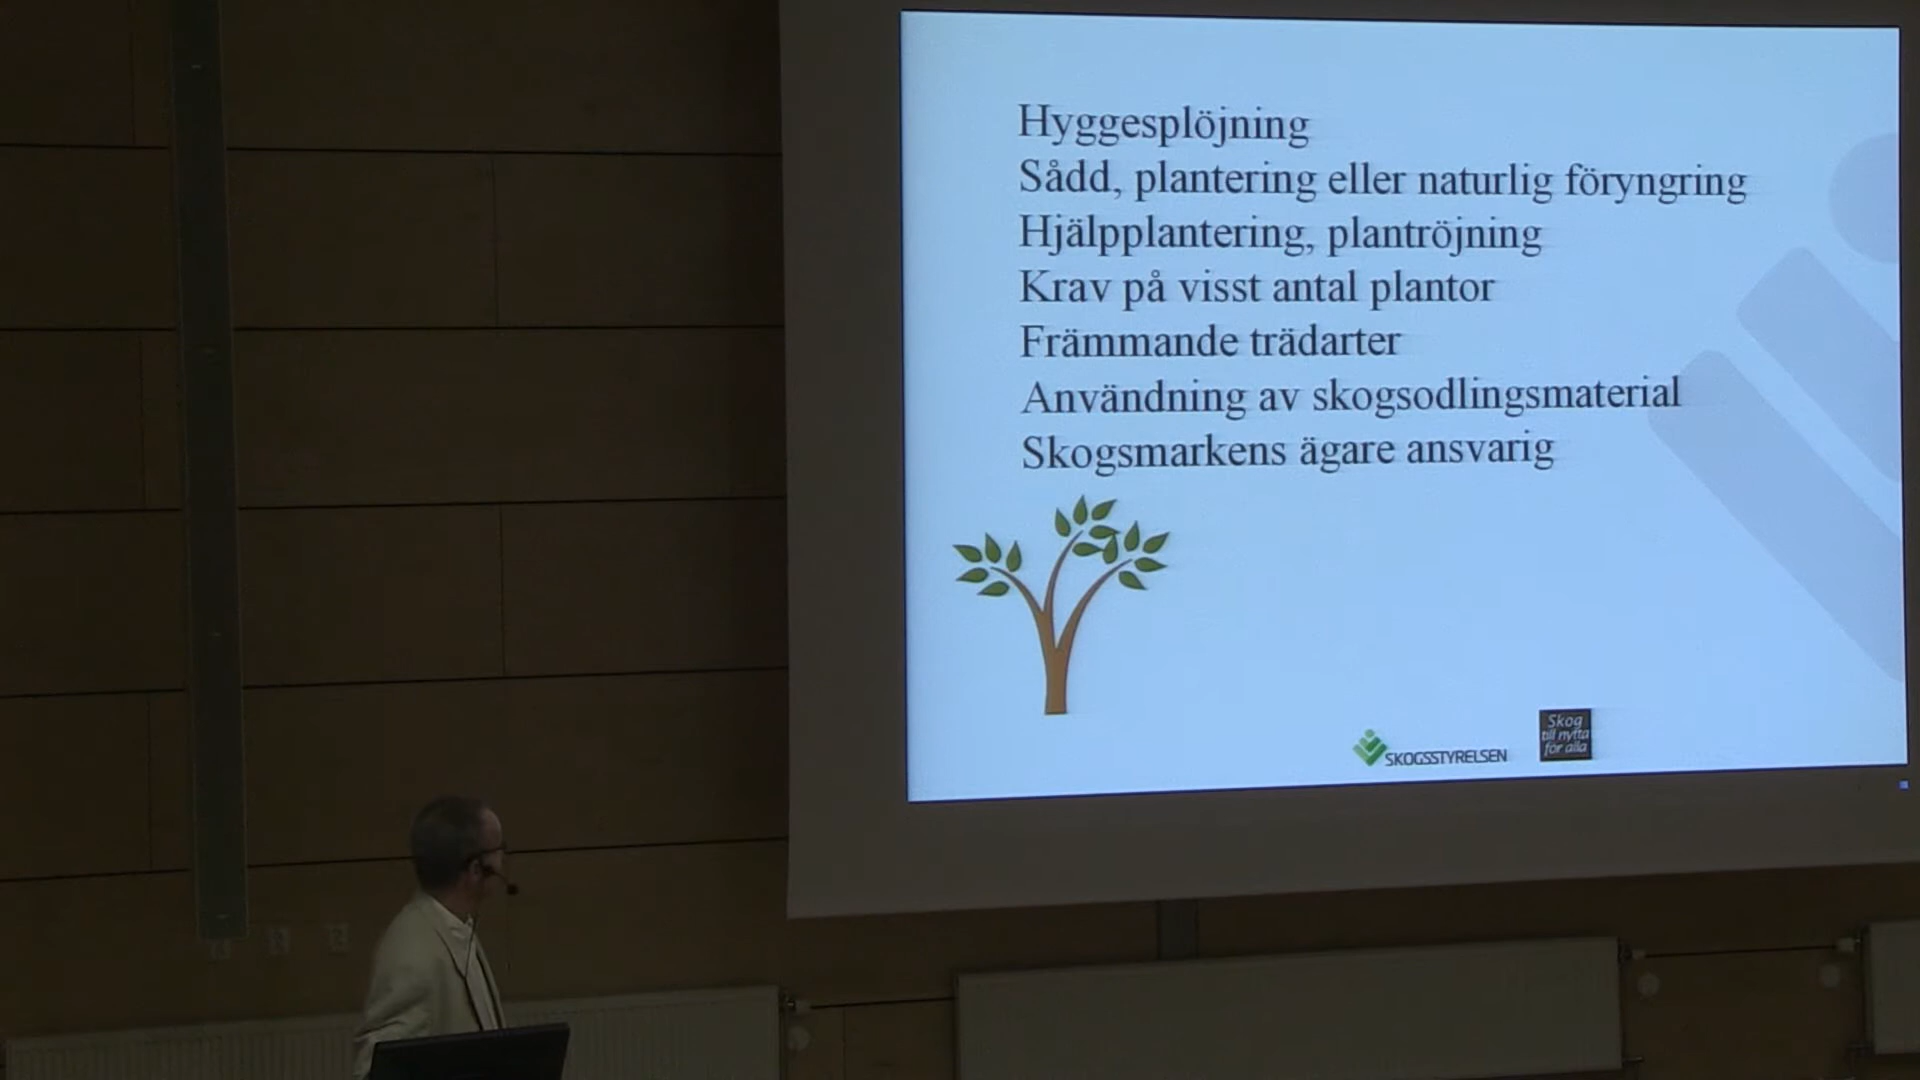 Hyggesplöjning
Sådd, plantering eller naturlig föryngring
Hjälpplantering, plantröjning
Krav på visst antal plantor
Främmande trädarter
Användning av skogsodlingsmaterial
Skogsmarkens ägare ansvarig
SKOGSSTYRELSEN
Skog
till nytta
för alla